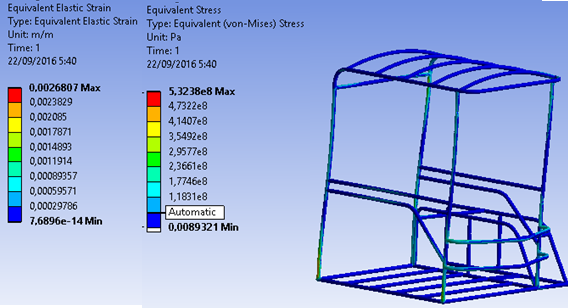 Equivalent Elastic Strain
Type: Equivalent Elastic Strain
Unit: m/m
Time: 1
22/09/2016 5:40
0,0026807 Max
0,0023829
0,002085
0,0017871
0,0014893
0,0011914
0,00089357
0,00059571
0,00029786
7,6896e-14 Min
Equivalent Stress
Type: Equivalent (von-Mises) Stress
Unit: Pa
Time: 1
22/09/2016 5:40
5,3238e8 Max
4,7322e8
4,1407e8
3,5492e8
2,9577e8
2,3661e8
1,7746e8
1,1831e8
Automatic
0,0089321 Min